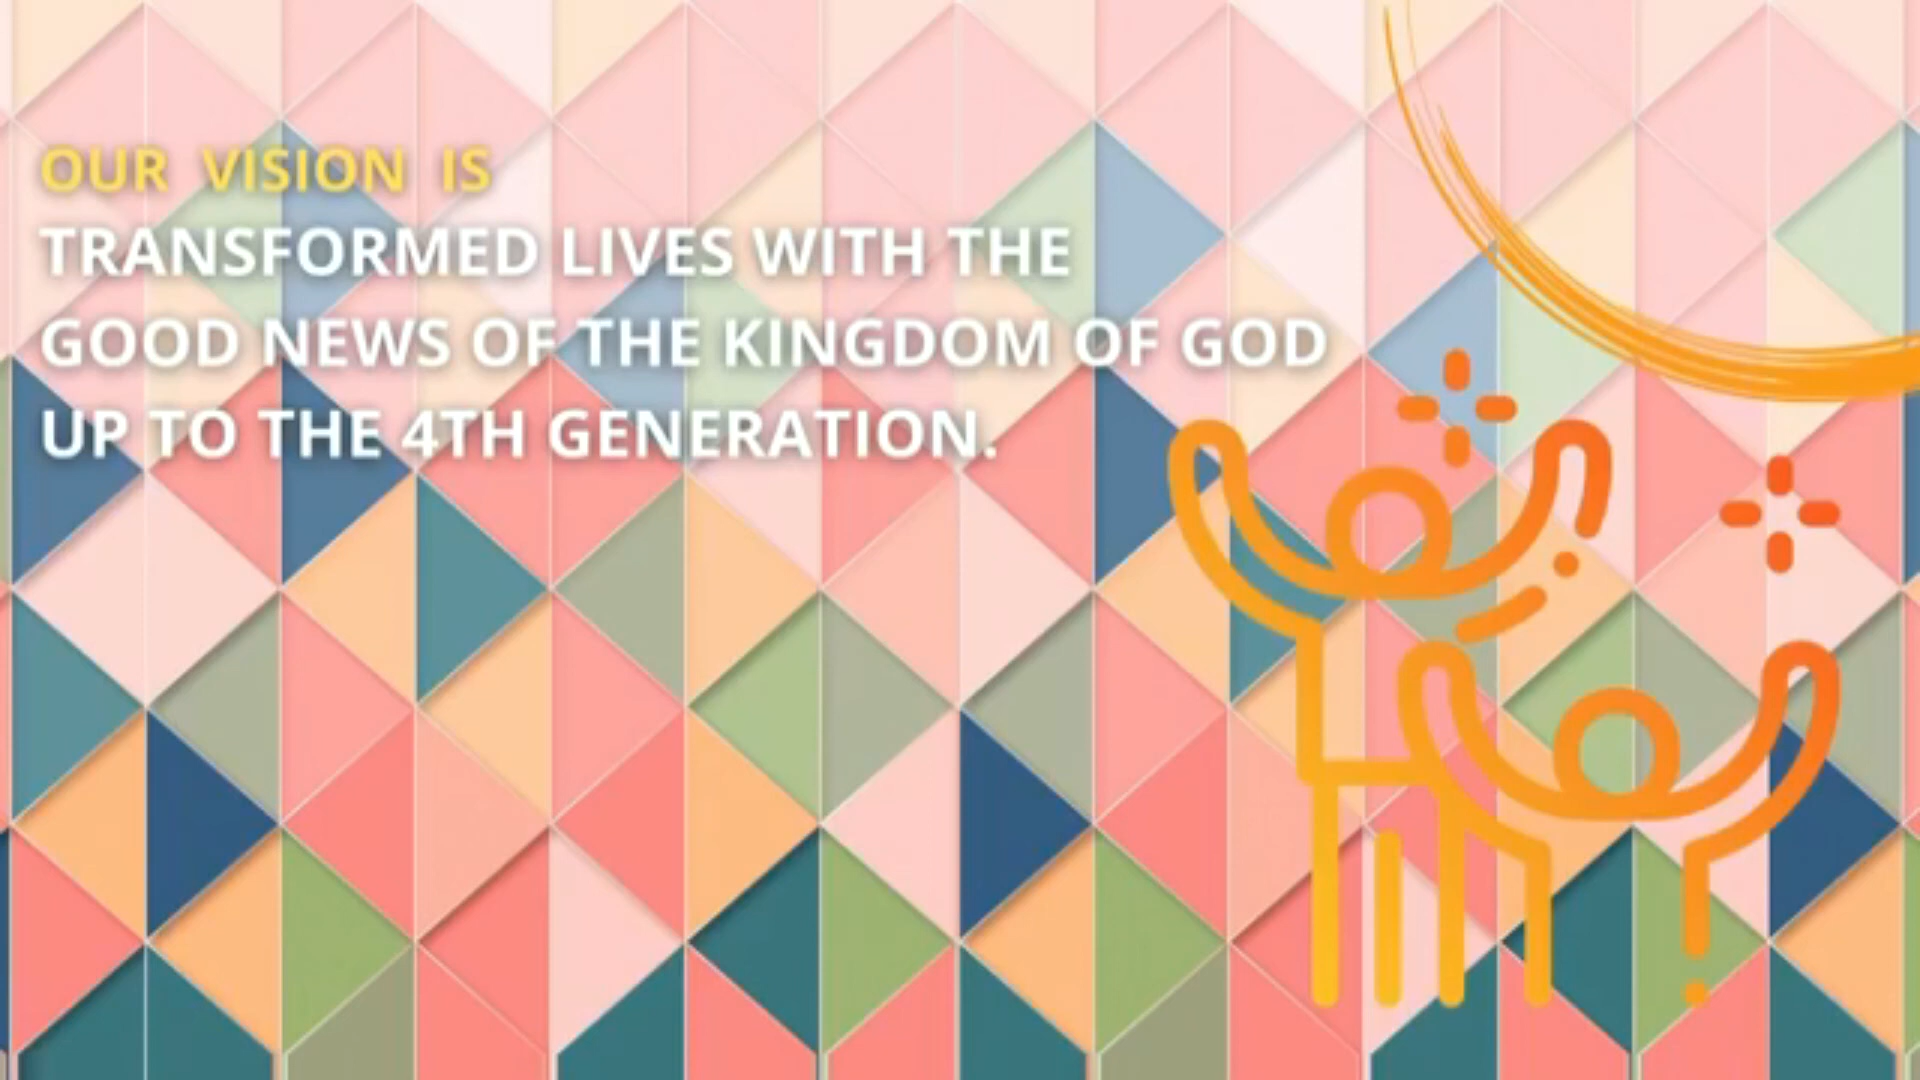 OUR VISION IS
TRANSFORMED LIVES WITH THE
GOOD NEWS OF THE KINGDOM OF GOD
UP TO THE 4TH GENERATION.